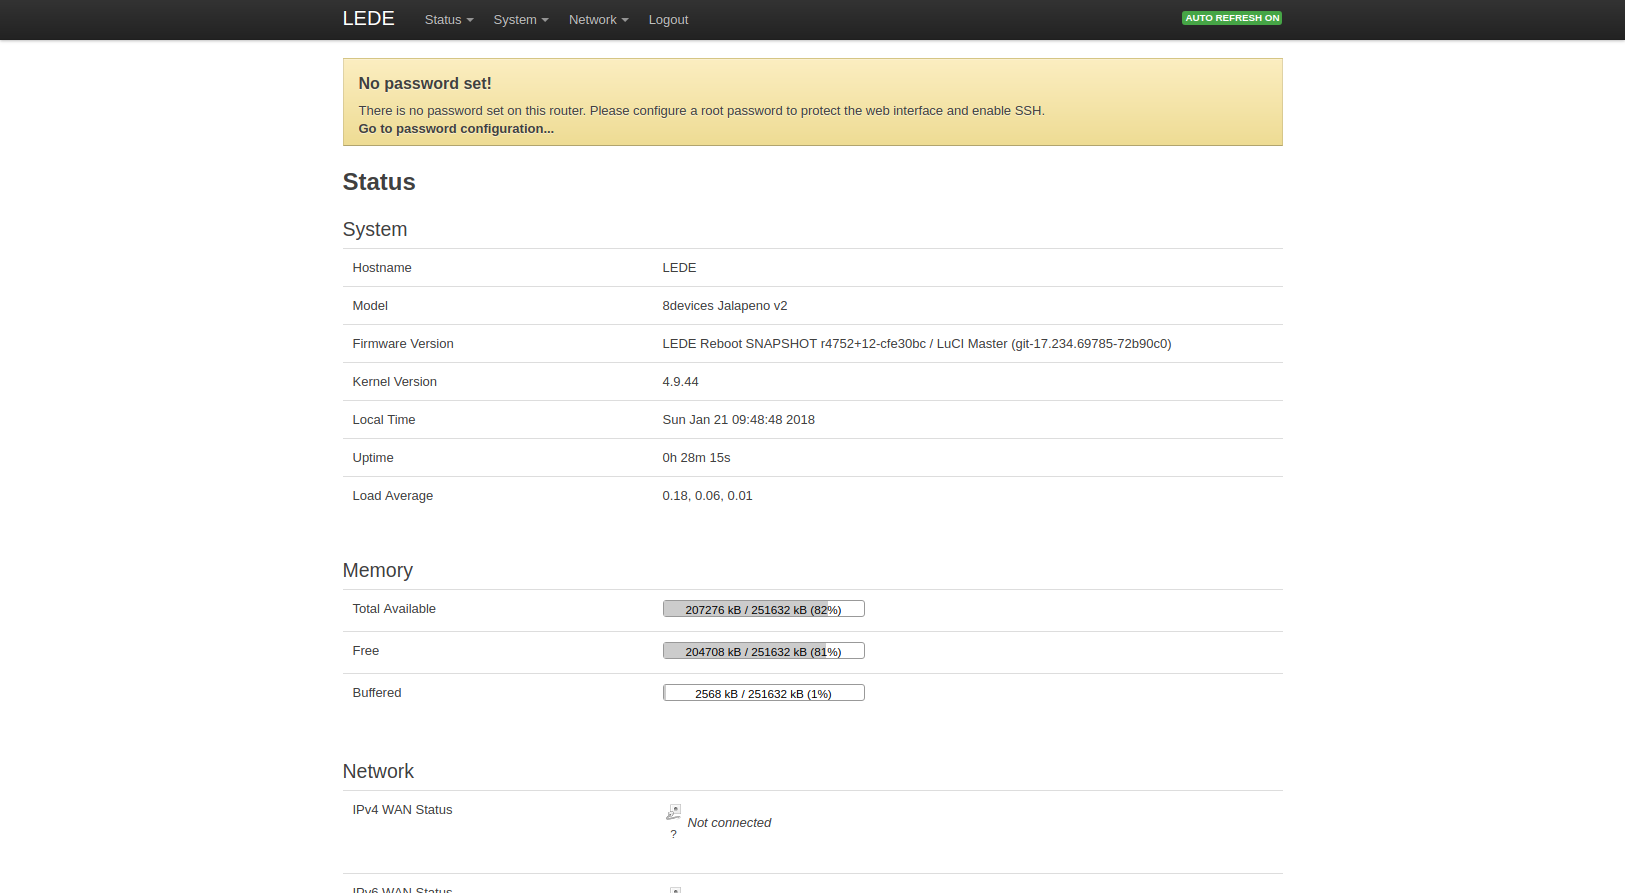 LEDE Status System Network Logout AUTO REFRESH ON
No password set!
There is no password set on this router. Please configure a root password to protect the web interface and enable SSH.
Go to password configuration...
Status
System
Hostname LEDE
Model 8devices Jalapeno v2
Firmware Version LEDE Reboot SNAPSHOT r4752+12-cfe30bc / LuCI Master (git-17.234.69785-72b90c0)
Kernel Version 4.9.44
Local Time Sun Jan 21 09:48:48 2018
Uptime 0h 28m 15s
Load Average 0.18, 0.06, 0.01
Memory
Total Available 207276 kB / 251632 kB (82%)
Free 204708 kB / 251632 kB (81%)
Buffered 2568 kB / 251632 kB (1%)
Network
IPv4 WAN Status Not connected
?
IPv6 WAN Status